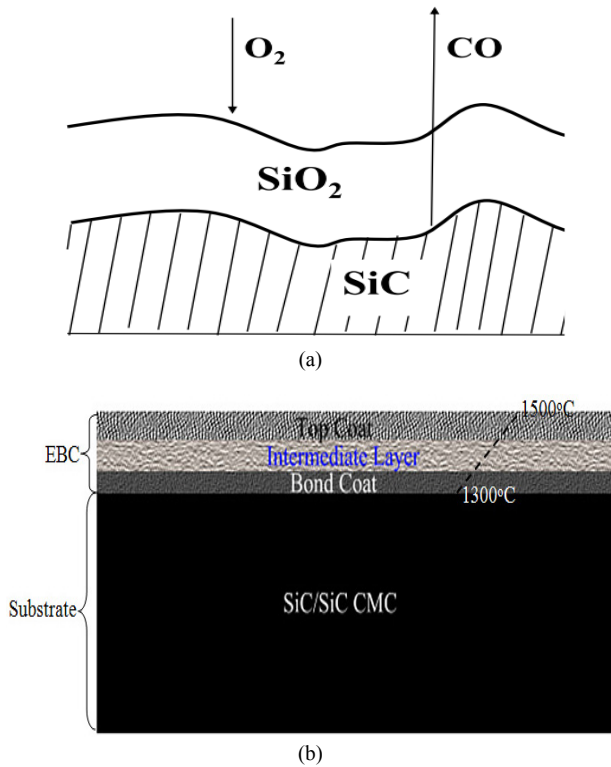 O₂
CO
SiO₂
SiC
(a)
1500°C
Top Coat
EBC
Intermediate Layer
Bond Coat
1300°C
Substrate
SiC/SiC CMC
(b)